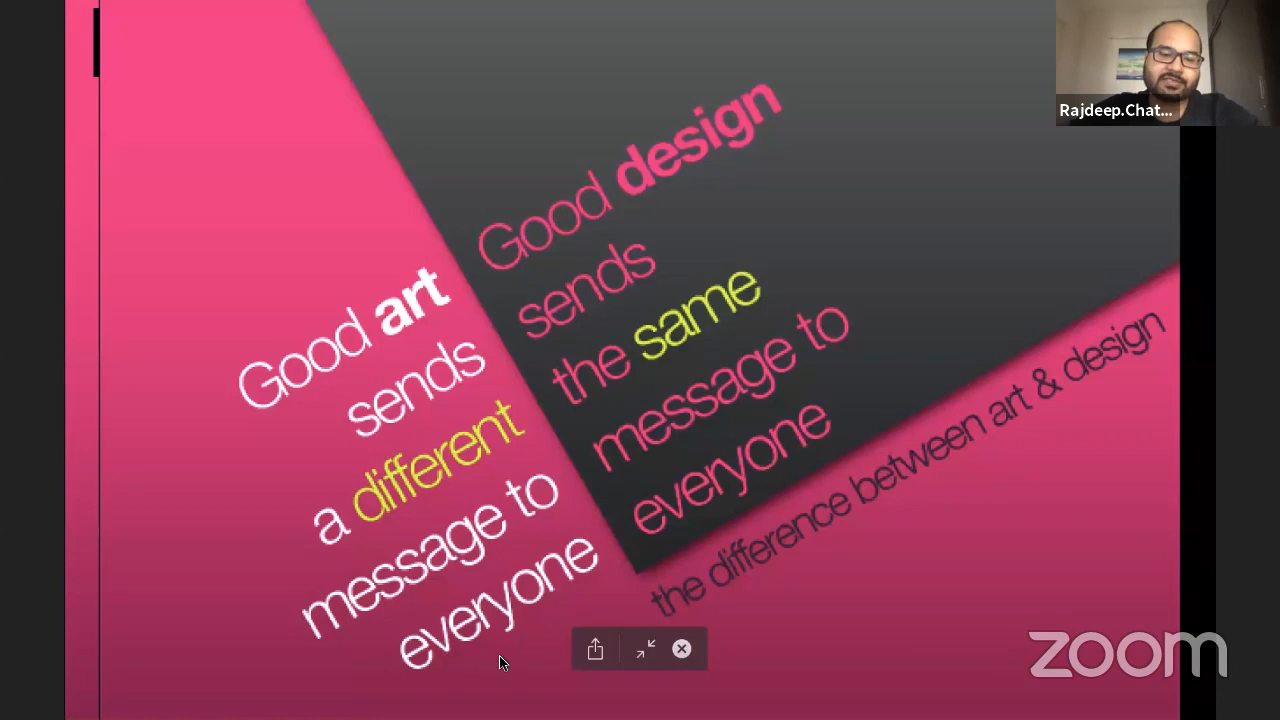 Good art
sends
a different
message to
everyone
Good design
sends
the same
message to
everyone
the difference between art & design
Rajdeep.Chat...
zoom